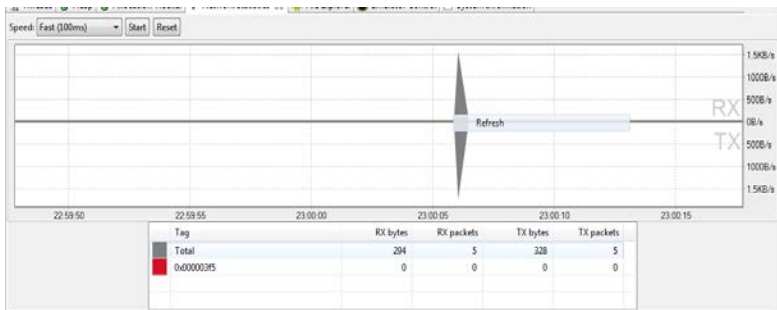 Speed: Fast (100ms) Start Reset
1.5KB/s
1000B/s
500B/s
RX
0B/s
Refresh
TX
500B/s
1000B/s
1.5KB/s
22:59:50 22:59:55 23:00:00 23:00:05 23:00:10 23:00:15
Tag RX bytes RX packets TX bytes TX packets
Total 294 5 328 5
0x000003f5 0 0 0 0